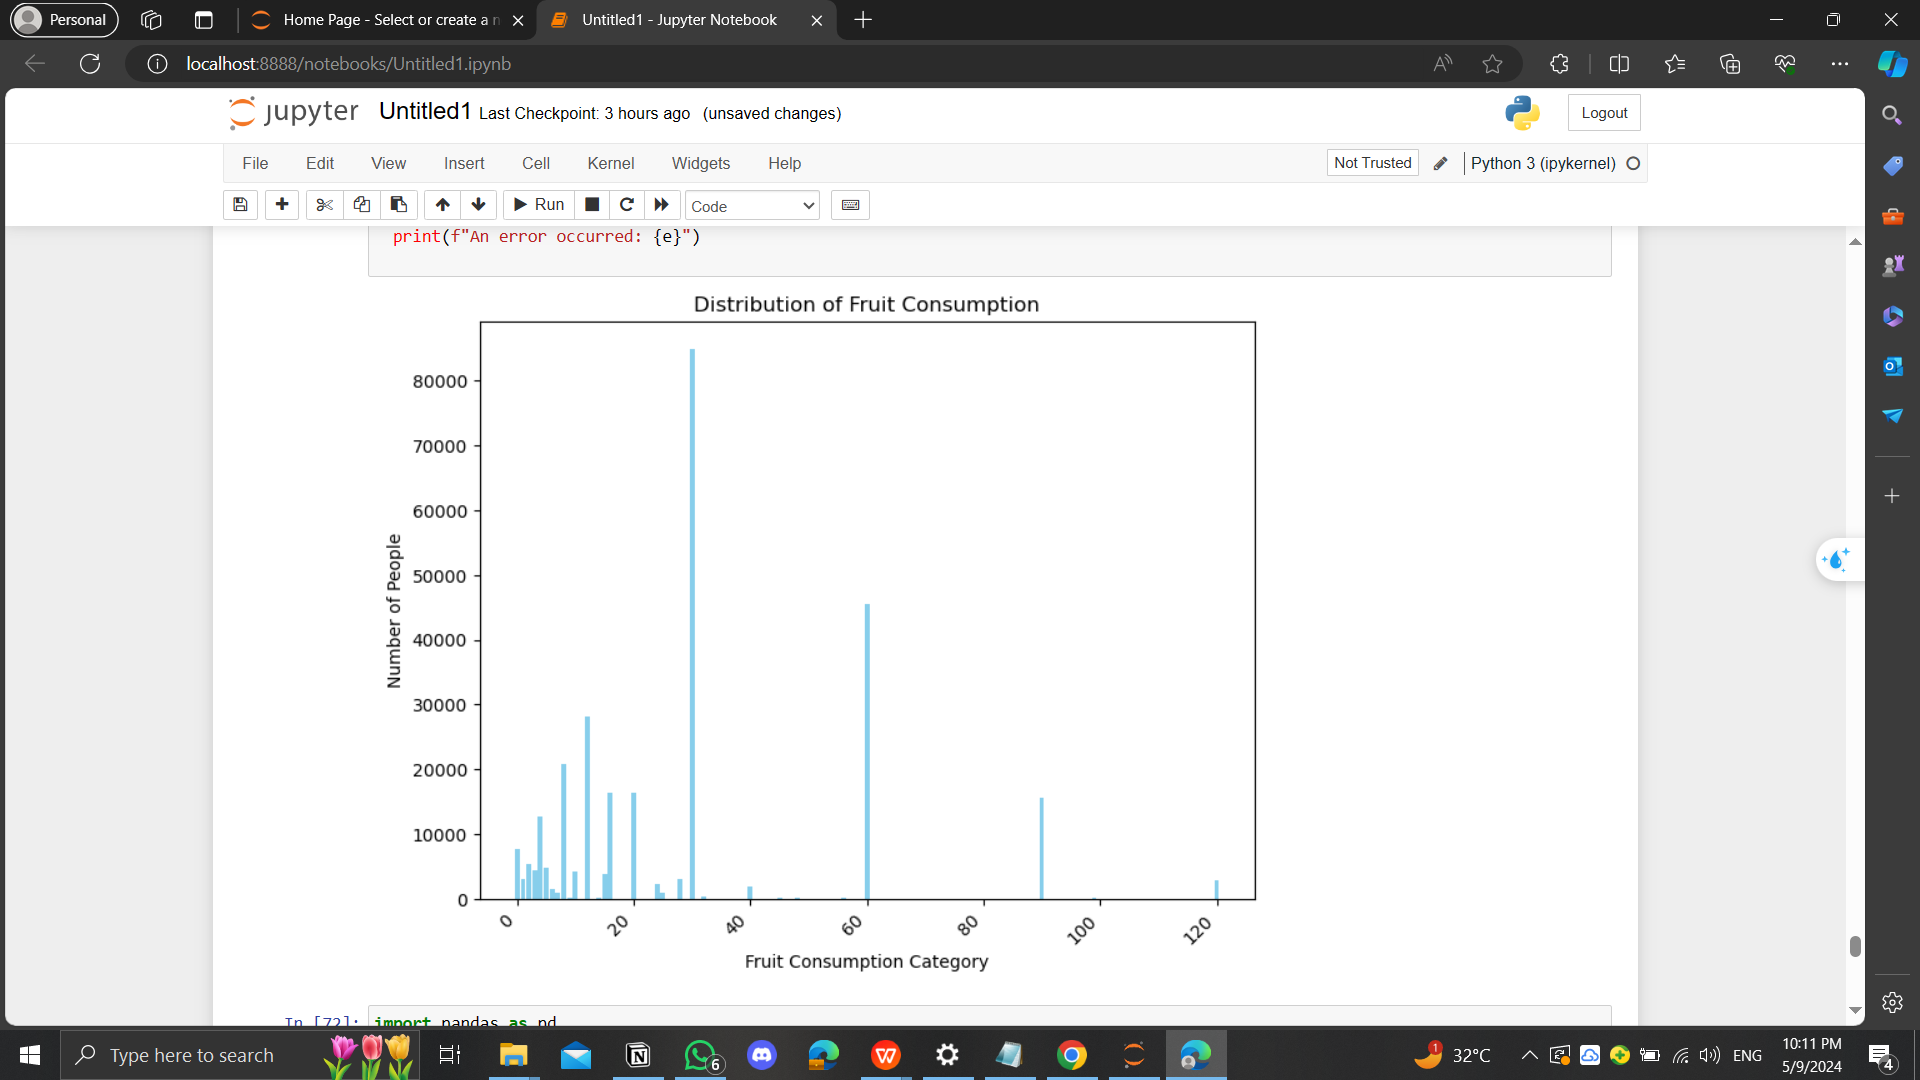 Personal
Home Page - Select or create a n
Untitled1 - Jupyter Notebook
localhost:8888/notebooks/Untitled1.ipynb
jupyter Untitled1 Last Checkpoint: 3 hours ago (unsaved changes)
Logout
File Edit View Insert Cell Kernel Widgets Help
Not Trusted
Python 3 (ipykernel)
Run
Code
print(f"An error occurred: {e}")
Distribution of Fruit Consumption
80000
70000
60000
50000
40000
30000
20000
10000
0
Number of People
0 20 40 60 80 100 120
Fruit Consumption Category
In [72]: import pandas as pd
Type here to search
6
1
32°C
ENG
10:11 PM
5/9/2024
4